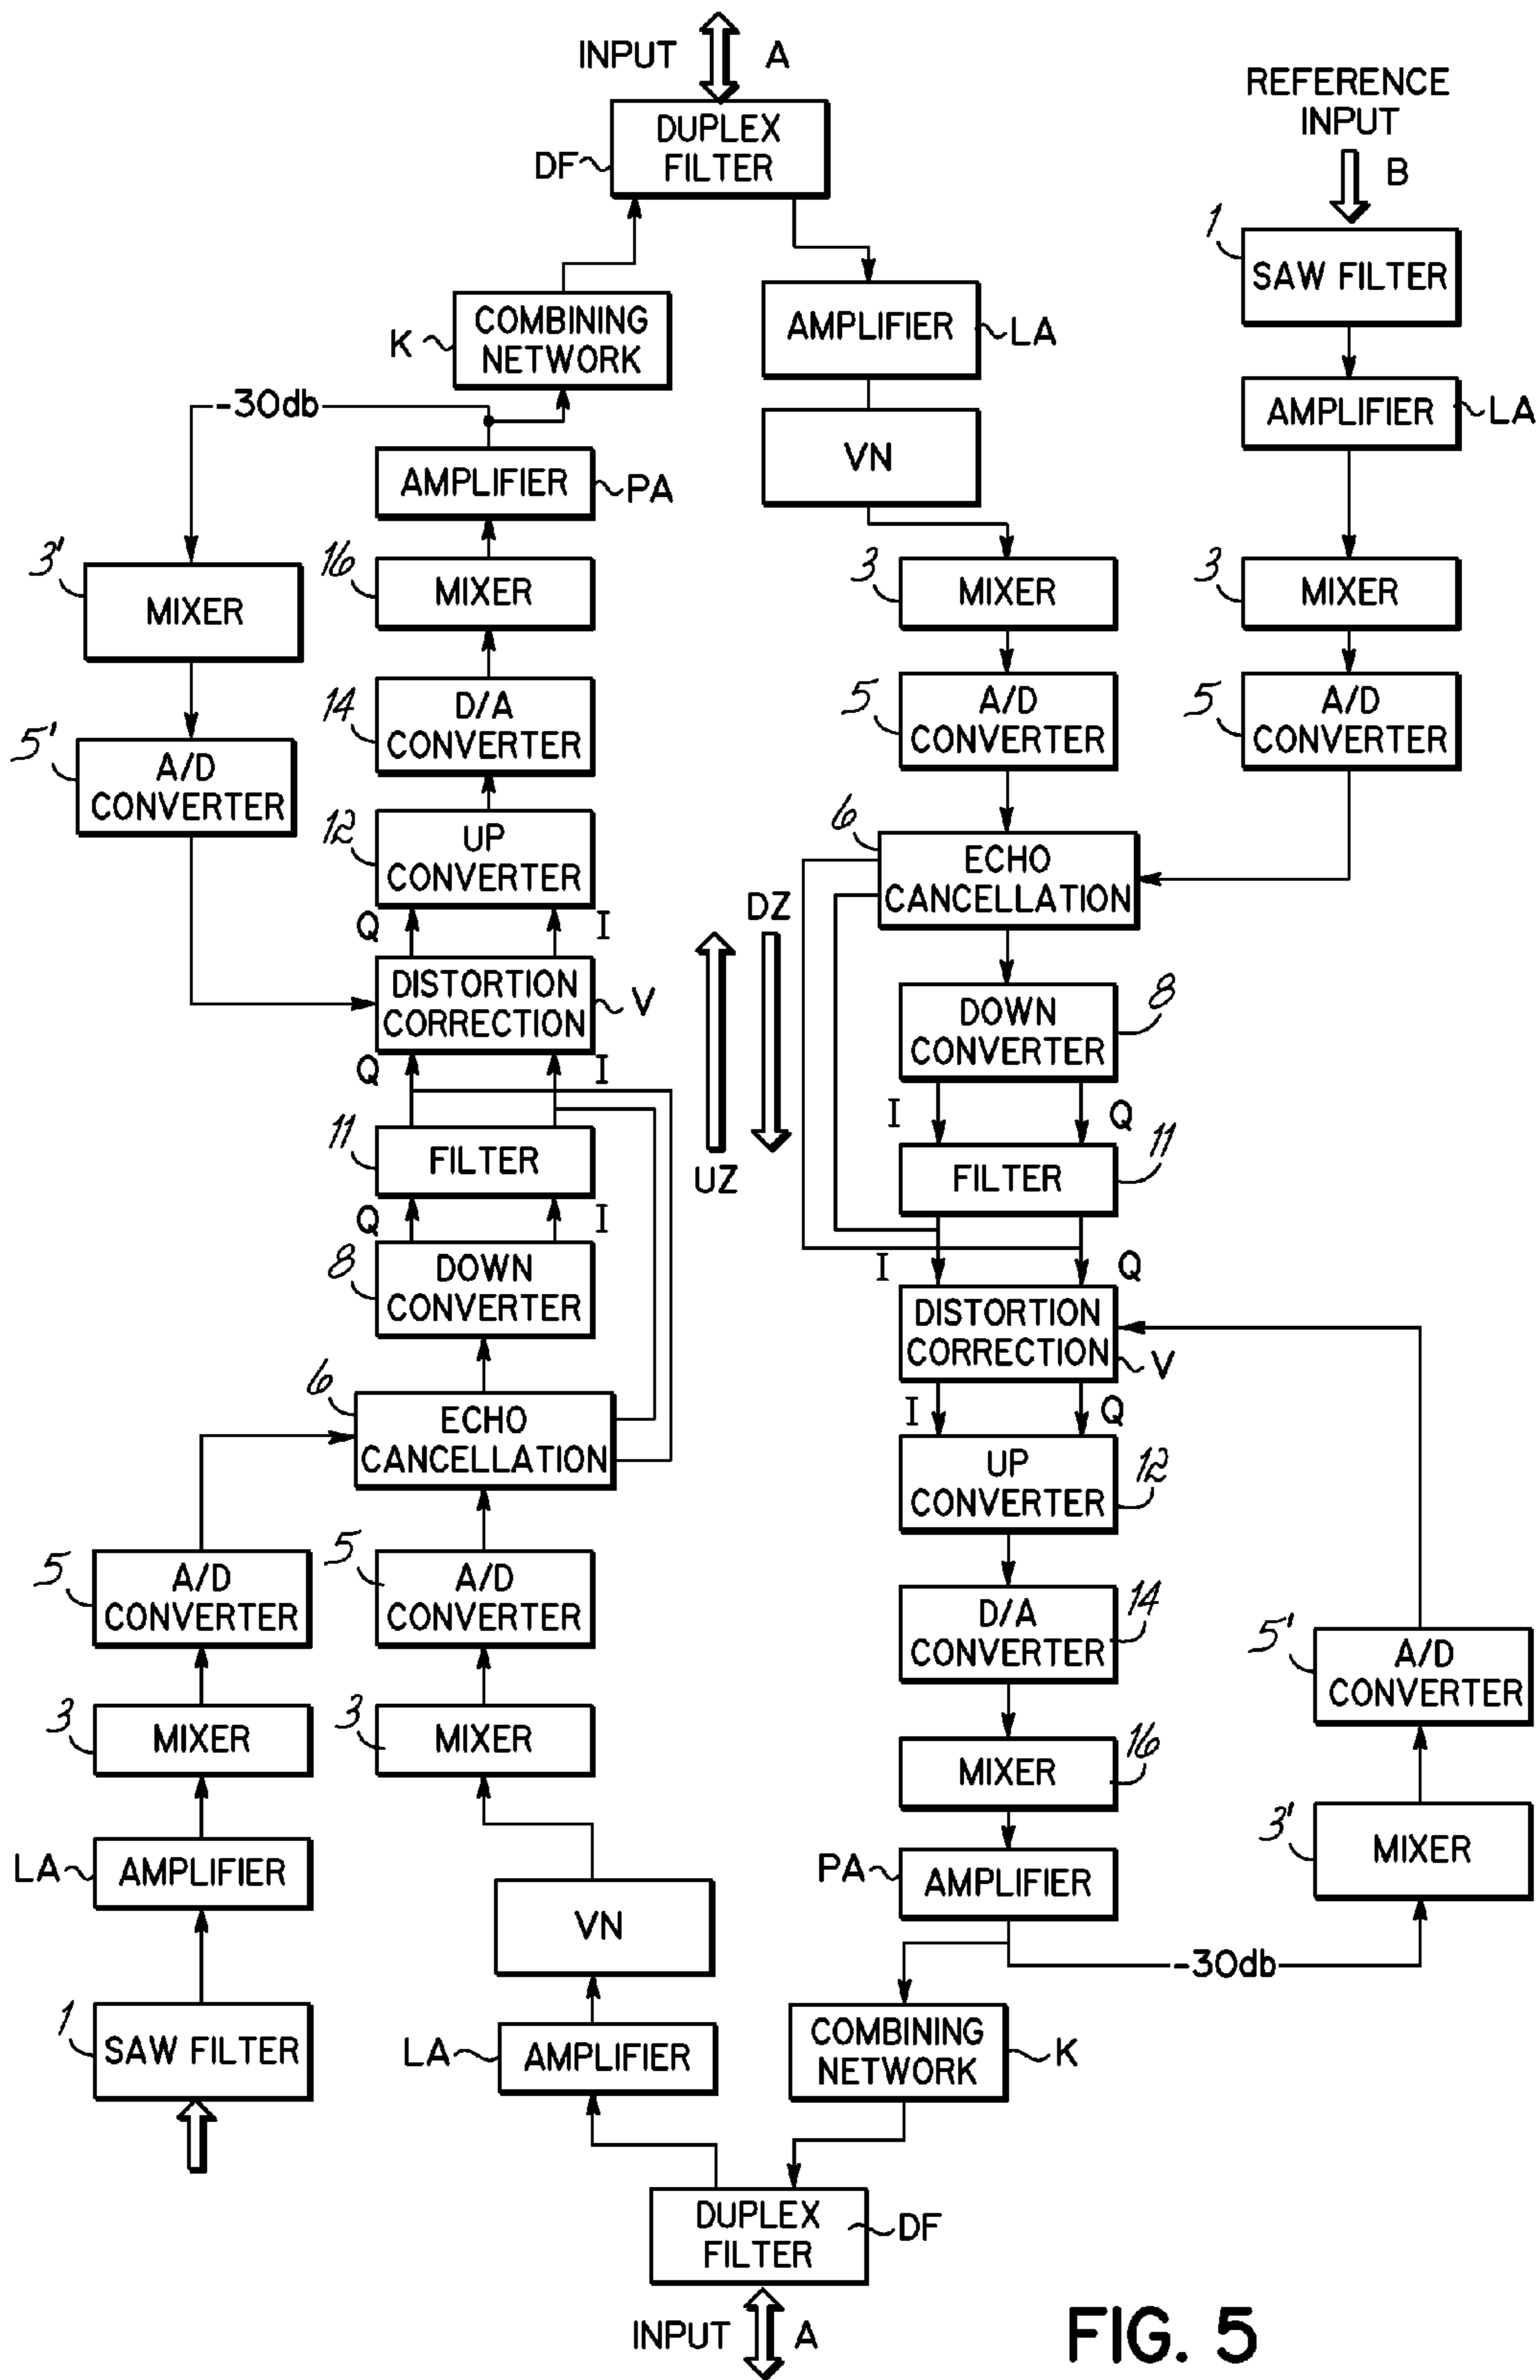 INPUT A
DUPLEX
FILTER
DF
REFERENCE
INPUT
B
1
SAW FILTER
COMBINING
NETWORK
K
AMPLIFIER
LA
AMPLIFIER
LA
-30db
AMPLIFIER
PA
VN
3'
MIXER
16
MIXER
3
MIXER
3
MIXER
5'
A/D
CONVERTER
14
D/A
CONVERTER
5
A/D
CONVERTER
5
A/D
CONVERTER
12
UP
CONVERTER
6
ECHO
CANCELLATION
Q I
DZ
DISTORTION
CORRECTION
V
8
DOWN
CONVERTER
Q I
I Q
11
FILTER
UZ
FILTER
11
Q I
I Q
8
DOWN
CONVERTER
DISTORTION
CORRECTION
V
6
ECHO
CANCELLATION
I Q
UP
CONVERTER
12
5
A/D
CONVERTER
5
A/D
CONVERTER
D/A
CONVERTER
14
5'
A/D
CONVERTER
3
MIXER
3
MIXER
MIXER
16
3'
MIXER
LA
AMPLIFIER
PA
AMPLIFIER
VN
-30db
1
SAW FILTER
LA
AMPLIFIER
COMBINING
NETWORK
K
DUPLEX
FILTER
DF
INPUT A
FIG. 5